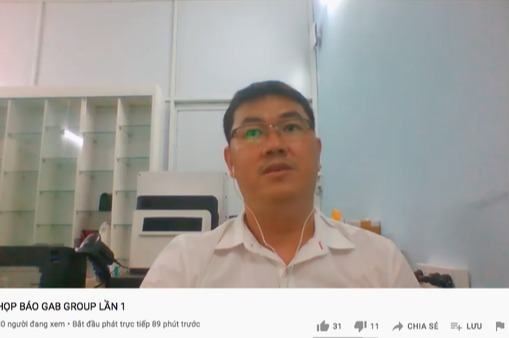 HỌP BÁO GAB GROUP LẦN 1
0 người đang xem • Bắt đầu phát trực tiếp 89 phút trước
31
11
CHIA SẺ
LƯU